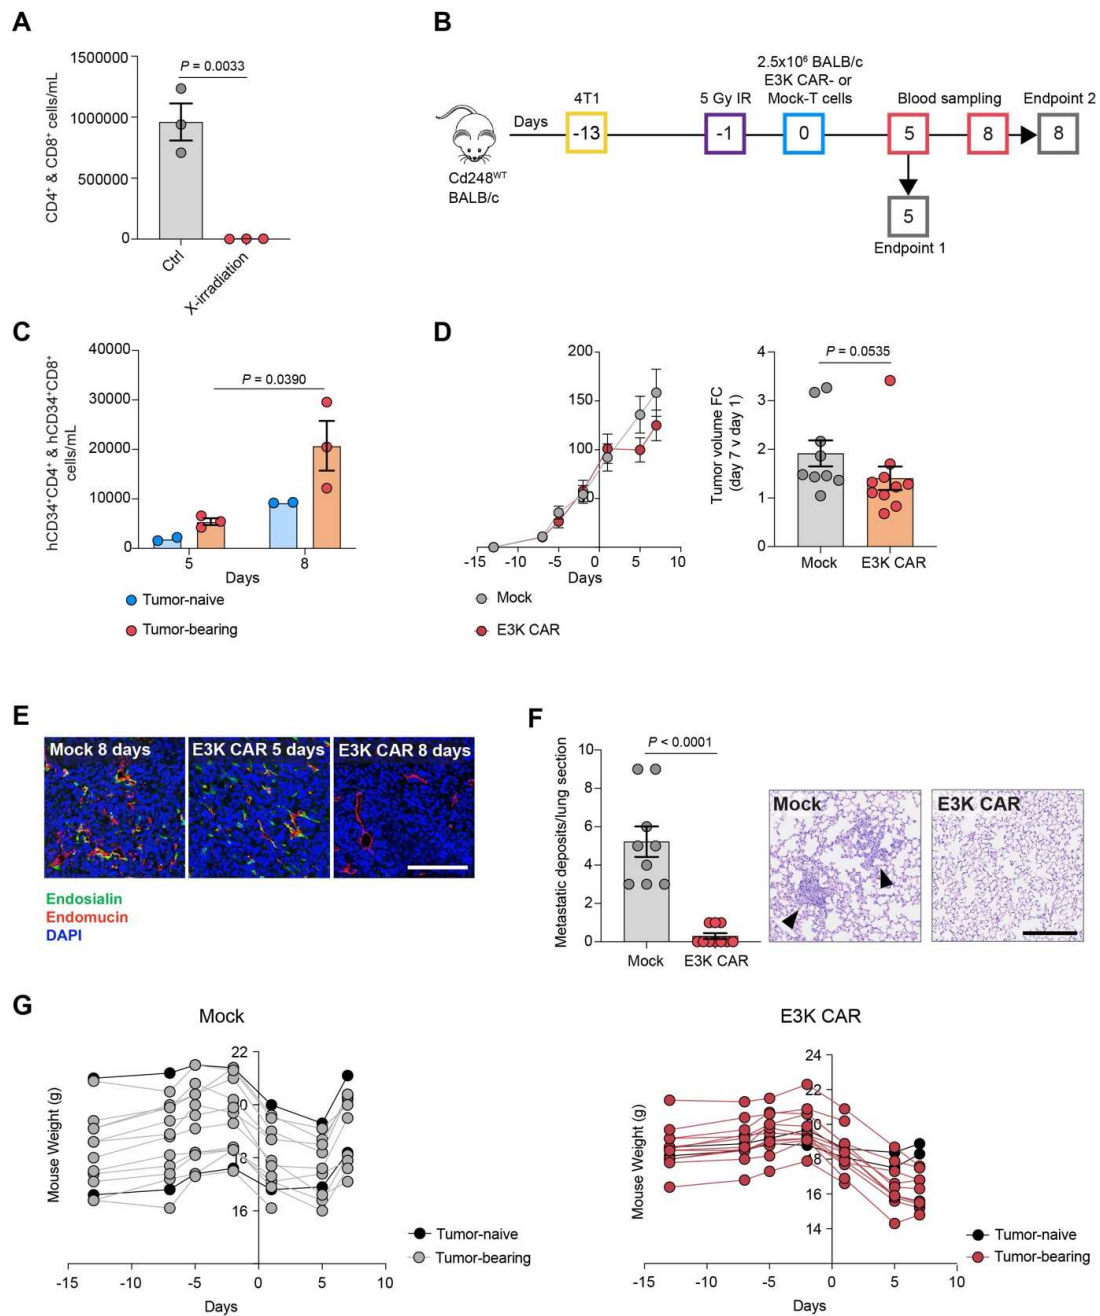 A
CD4⁺ & CD8⁺ cells/mL
1500000
1000000
500000
0
P = 0.0033
Ctrl
X-irradiation
B
Cd248ᵂᵀ
BALB/c
Days
4T1
-13
5 Gy IR
-1
2.5x10⁶ BALB/c
E3K CAR- or
Mock-T cells
0
Blood sampling
5
8
Endpoint 2
8
5
Endpoint 1
C
hCD34⁺CD4⁺ & hCD34⁺CD8⁺
cells/mL
40000
30000
20000
10000
0
P = 0.0390
5
8
Days
Tumor-naive
Tumor-bearing
D
200
150
100
50
-15
-10
-5
0
5
10
Days
Mock
E3K CAR
Tumor volume FC
(day 7 v day 1)
4
3
2
1
0
P = 0.0535
Mock
E3K CAR
E
Mock 8 days
E3K CAR 5 days
E3K CAR 8 days
Endosialin
Endomucin
DAPI
F
Metastatic deposits/lung section
10
8
6
4
2
0
P < 0.0001
Mock
E3K CAR
Mock
E3K CAR
G
Mock
Mouse Weight (g)
22
20
18
16
-15
-10
-5
0
5
10
Days
Tumor-naive
Tumor-bearing
E3K CAR
Mouse Weight (g)
24
22
20
18
16
14
-15
-10
-5
0
5
10
Days
Tumor-naive
Tumor-bearing